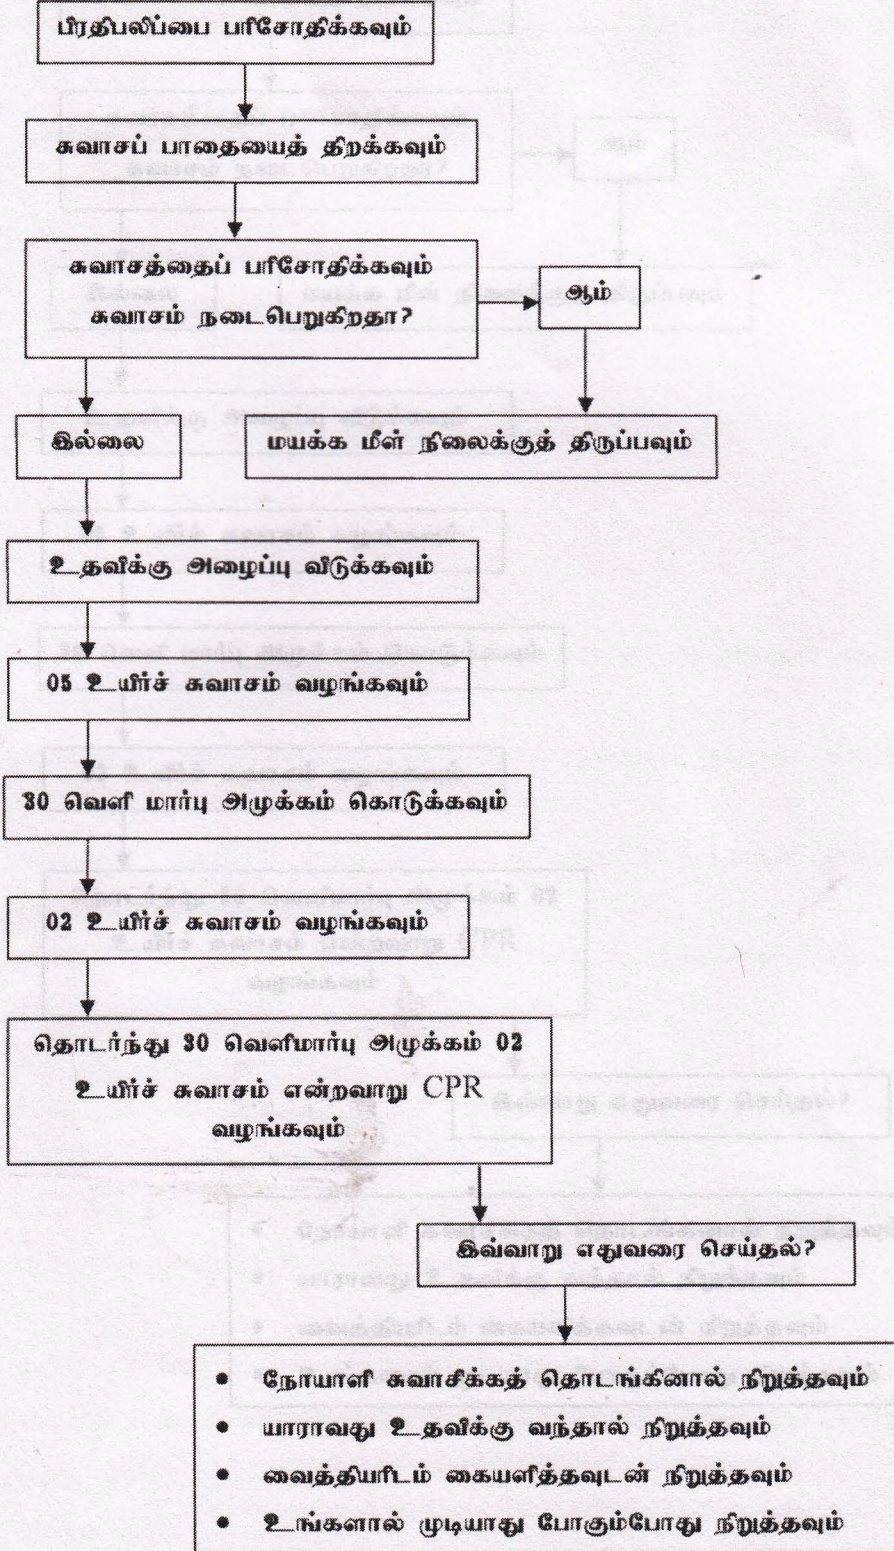 பிரதிபலிப்பை பரிசோதிக்கவும்
சுவாசப் பாதையைத் திறக்கவும்
சுவாசத்தைப் பரிசோதிக்கவும்
சுவாசம் நடைபெறுகிறதா?
ஆம்
இல்லை
மயக்க மீள் நிலைக்குத் திருப்பவும்
உதவிக்கு அழைப்பு விடுக்கவும்
05 உயிர்ச் சுவாசம் வழங்கவும்
30 வெளி மார்பு அமுக்கம் கொடுக்கவும்
02 உயிர்ச் சுவாசம் வழங்கவும்
தொடர்ந்து 30 வெளிமார்பு அமுக்கம் 02
உயிர்ச் சுவாசம் என்றவாறு CPR
வழங்கவும்
இவ்வாறு எதுவரை செய்தல்?
• நோயாளி சுவாசிக்கத் தொடங்கினால் நிறுத்தவும்
• யாராவது உதவிக்கு வந்தால் நிறுத்தவும்
• வைத்தியரிடம் கையளித்தவுடன் நிறுத்தவும்
• உங்களால் முடியாது போகும்போது நிறுத்தவும்